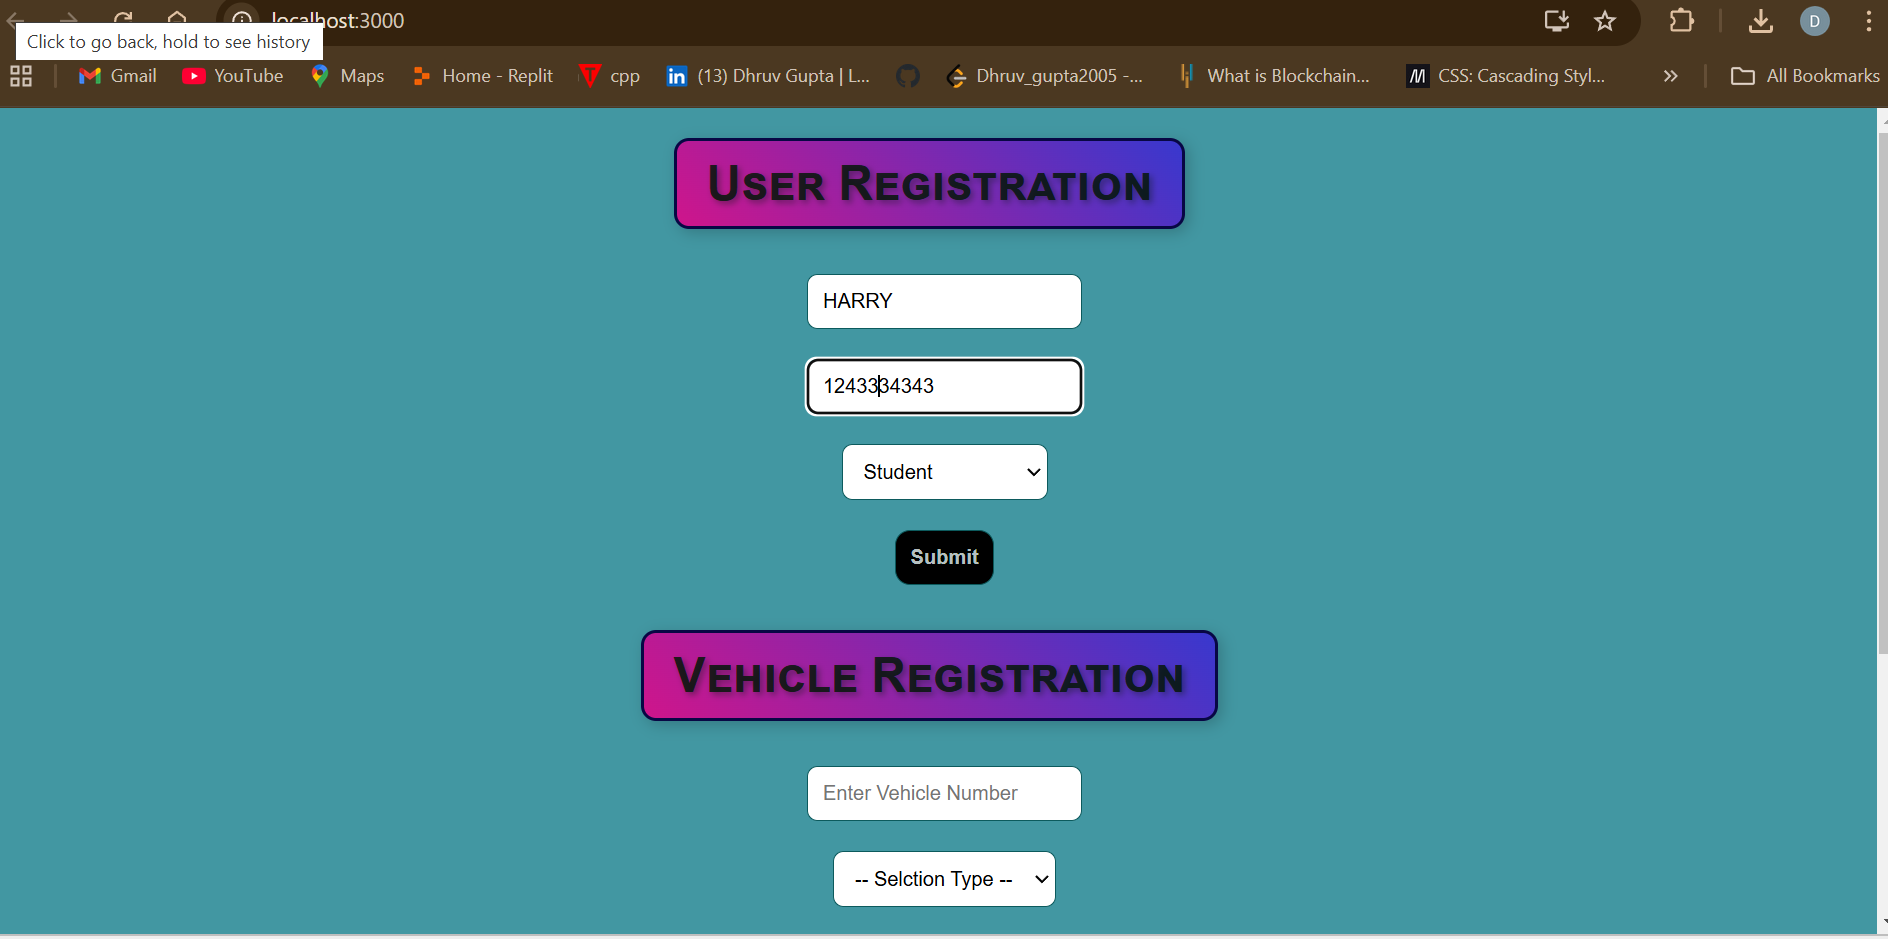 localhost:3000
Click to go back, hold to see history
D
Gmail YouTube Maps Home - Replit cpp (13) Dhruv Gupta | L... Dhruv_gupta2005 -... What is Blockchain... CSS: Cascading Styl... » All Bookmarks
User Registration
HARRY
1243334343
Student
Submit
Vehicle Registration
Enter Vehicle Number
-- Selction Type --